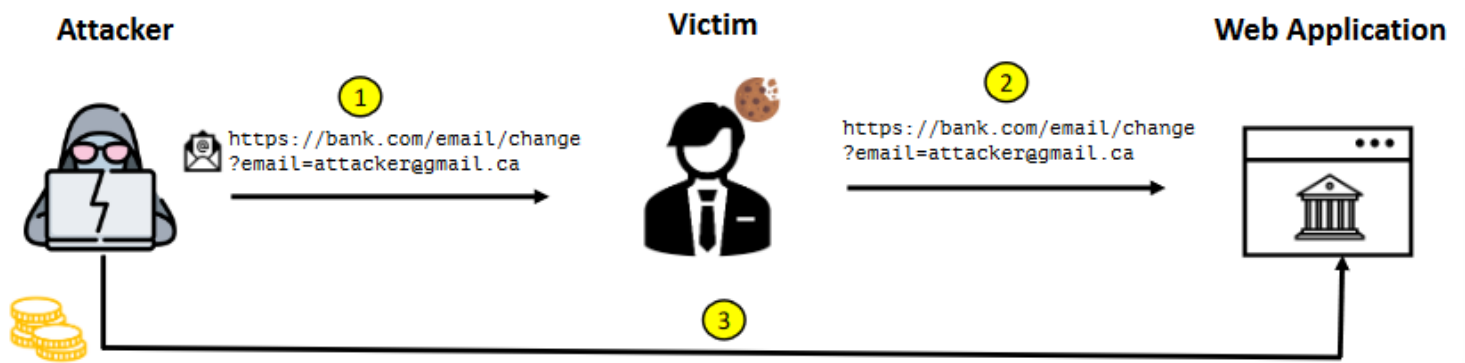 Attacker
Victim
Web Application
1
https://bank.com/email/change
?email=attacker@gmail.ca
2
https://bank.com/email/change
?email=attacker@gmail.ca
3